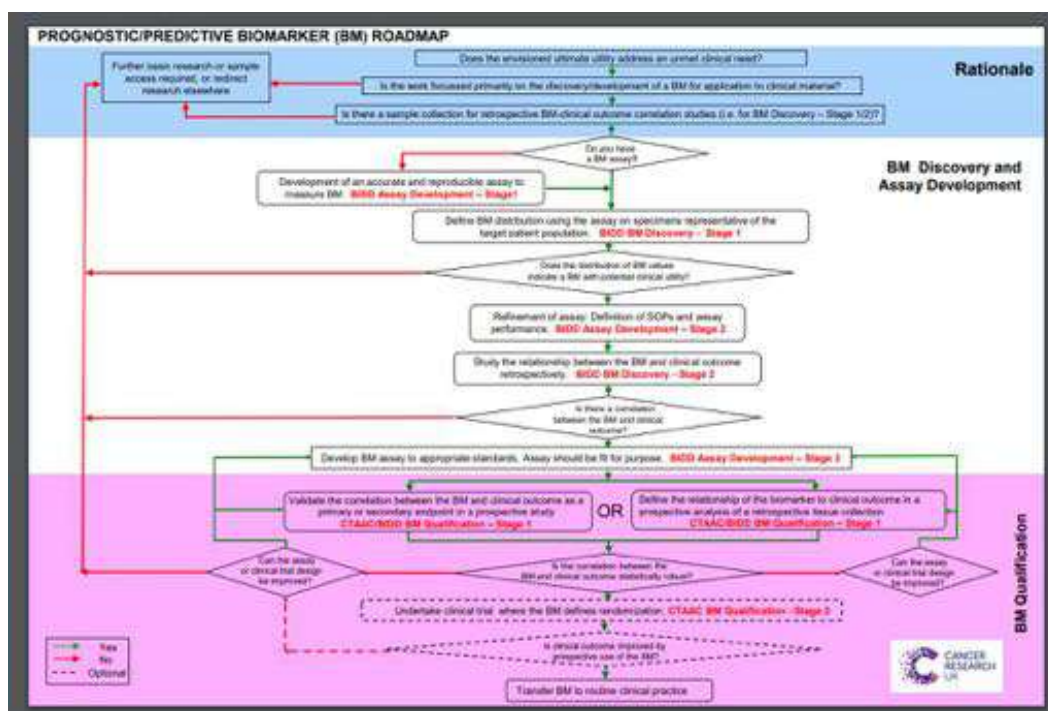 PROGNOSTIC/PREDICTIVE BIOMARKER (BM) ROADMAP
Further basic research or sample
access required, or redirect
research elsewhere
Does the envisioned ultimate utility address an unmet clinical need?
Rationale
Is the work focussed primarily on the discovery/development of a BM for application to clinical material?
Is there a sample collection for retrospective BM-clinical outcome correlation studies (i.e. for BM Discovery – Stage 1/2)?
Do you have
a BM assay?
BM Discovery and
Assay Development
Development of an accurate and reproducible assay to
measure BM. BIDD Assay Development – Stage1
Define BM distribution using the assay on specimens representative of the
target patient population. BIDD BM Discovery – Stage 1
Does the distribution of BM values
indicate a BM with potential clinical utility?
Refinement of assay: Definition of SOPs and assay
performance. BIDD Assay Development – Stage 2
Study the relationship between the BM and clinical outcome
retrospectively. BIDD BM Discovery – Stage 2
Is there a correlation
between the BM and clinical
outcome?
Develop BM assay to appropriate standards. Assay should be fit for purpose. BIDD Assay Development – Stage 3
Validate the correlation between the BM and clinical outcome as a
primary or secondary endpoint in a prospective study
CTAAC/BIDD BM Qualification – Stage 1
OR
Define the relationship of the biomarker to clinical outcome in a
prospective analysis of a retrospective tissue collection
CTAAC/BIDD BM Qualification – Stage 1
Can the assay
or clinical trial design
be improved?
Is the correlation between the
BM and clinical outcome statistically robust?
Can the assay
or clinical trial design
be improved?
BM Qualification
Undertake clinical trial where the BM defines randomization. CTAAC BM Qualification - Stage 2
Is clinical outcome improved by
prospective use of the BM?
Transfer BM to routine clinical practice
Yes
No
Optional
CANCER
RESEARCH
UK